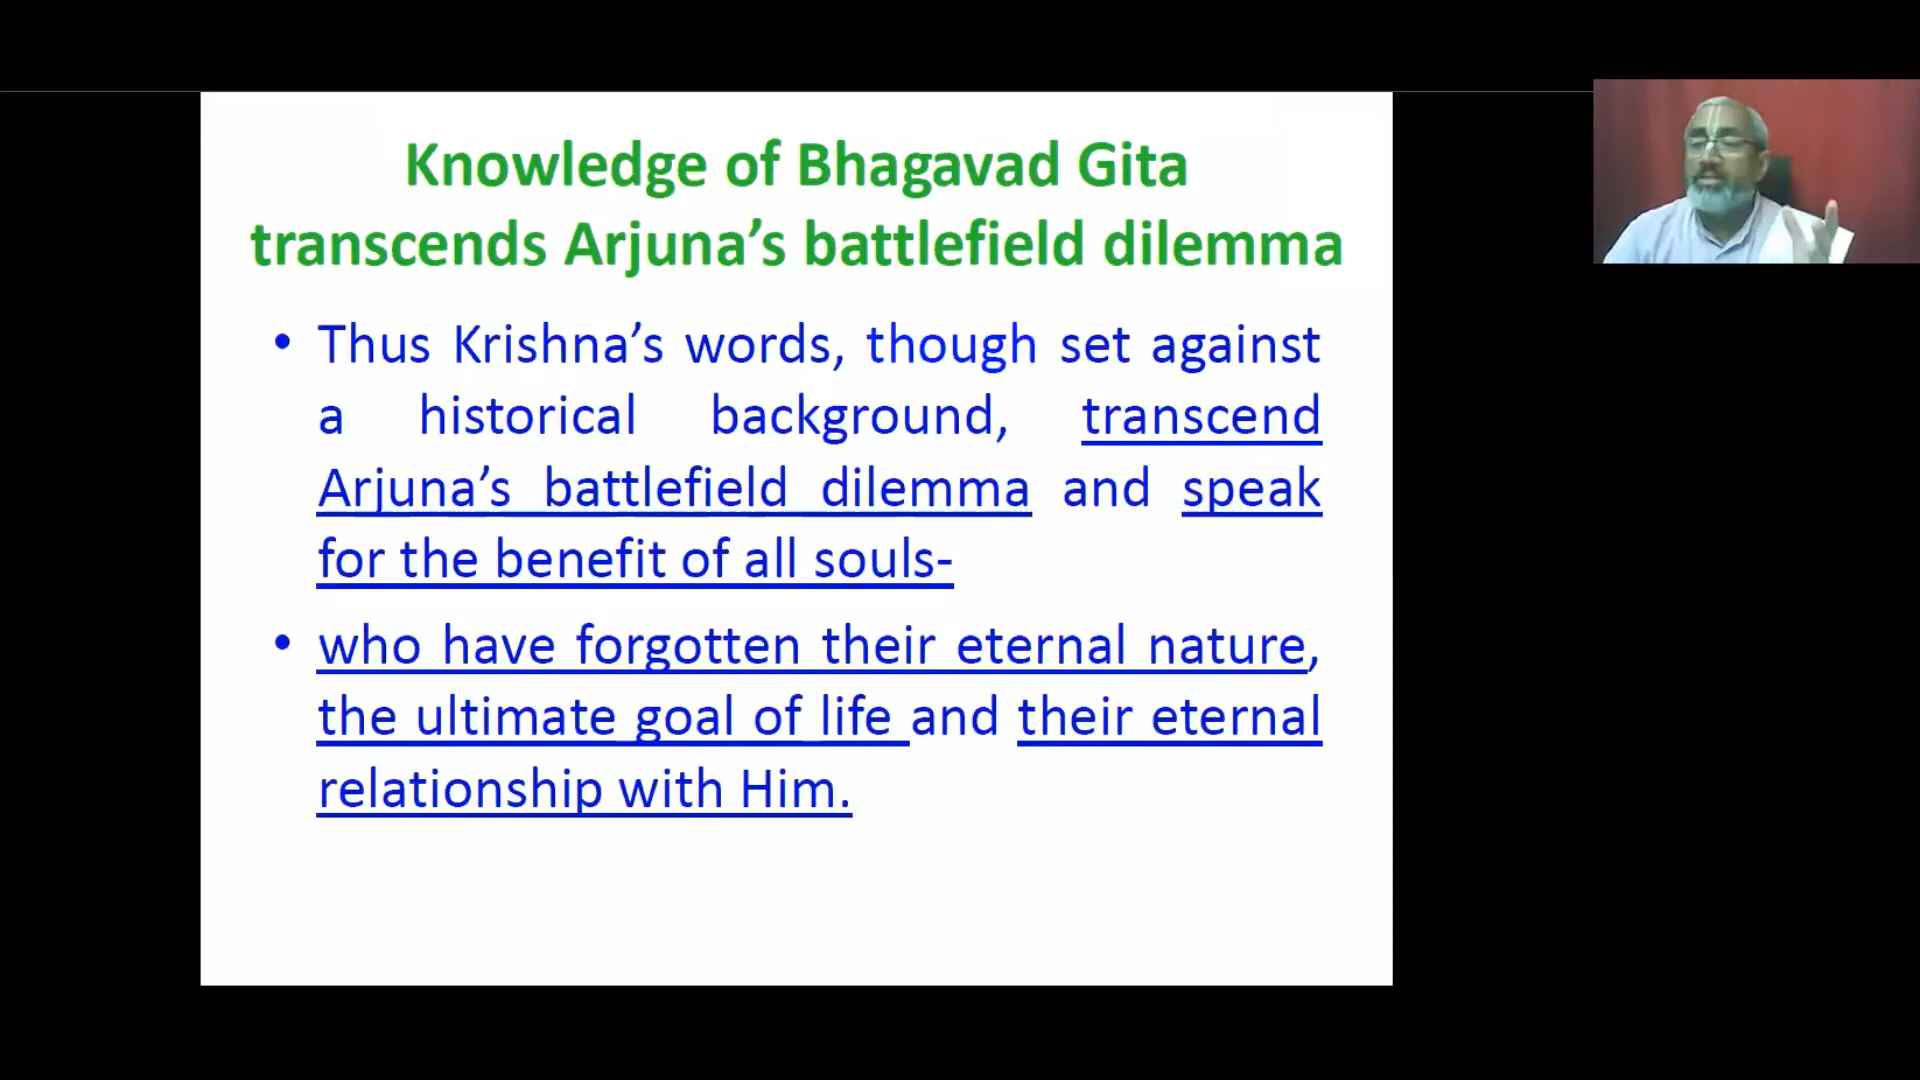 Knowledge of Bhagavad Gita
transcends Arjuna’s battlefield dilemma
• Thus Krishna’s words, though set against
a historical background, transcend
Arjuna’s battlefield dilemma and speak
for the benefit of all souls-
• who have forgotten their eternal nature,
the ultimate goal of life and their eternal
relationship with Him.